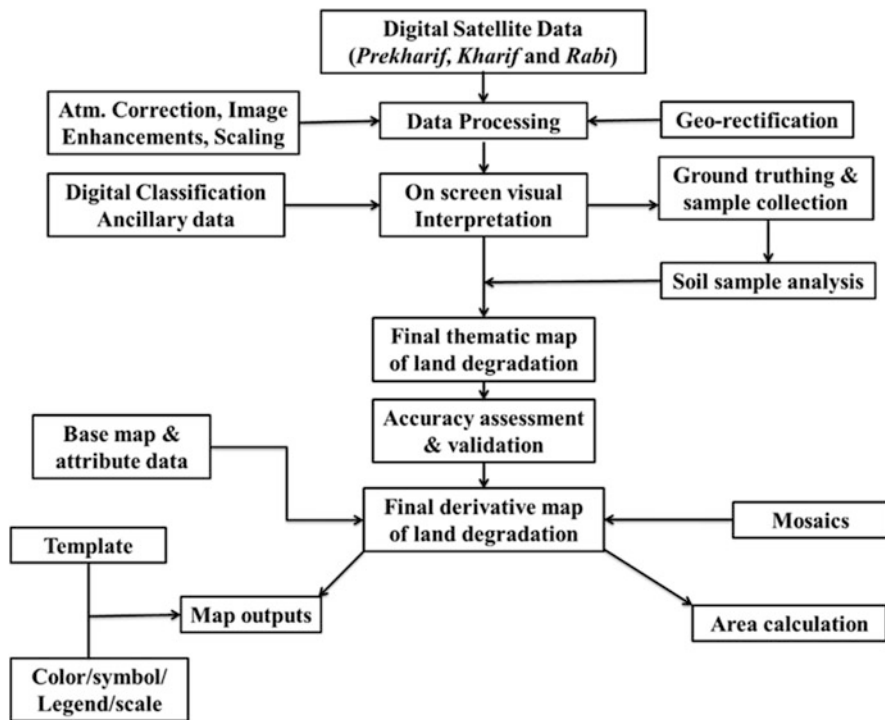 Digital Satellite Data
(Prekharif, Kharif and Rabi)
Atm. Correction, Image
Enhancements, Scaling
Data Processing
Geo-rectification
Digital Classification
Ancillary data
On screen visual
Interpretation
Ground truthing &
sample collection
Soil sample analysis
Final thematic map
of land degradation
Accuracy assessment
& validation
Base map &
attribute data
Final derivative map
of land degradation
Mosaics
Template
Map outputs
Area calculation
Color/symbol/
Legend/scale